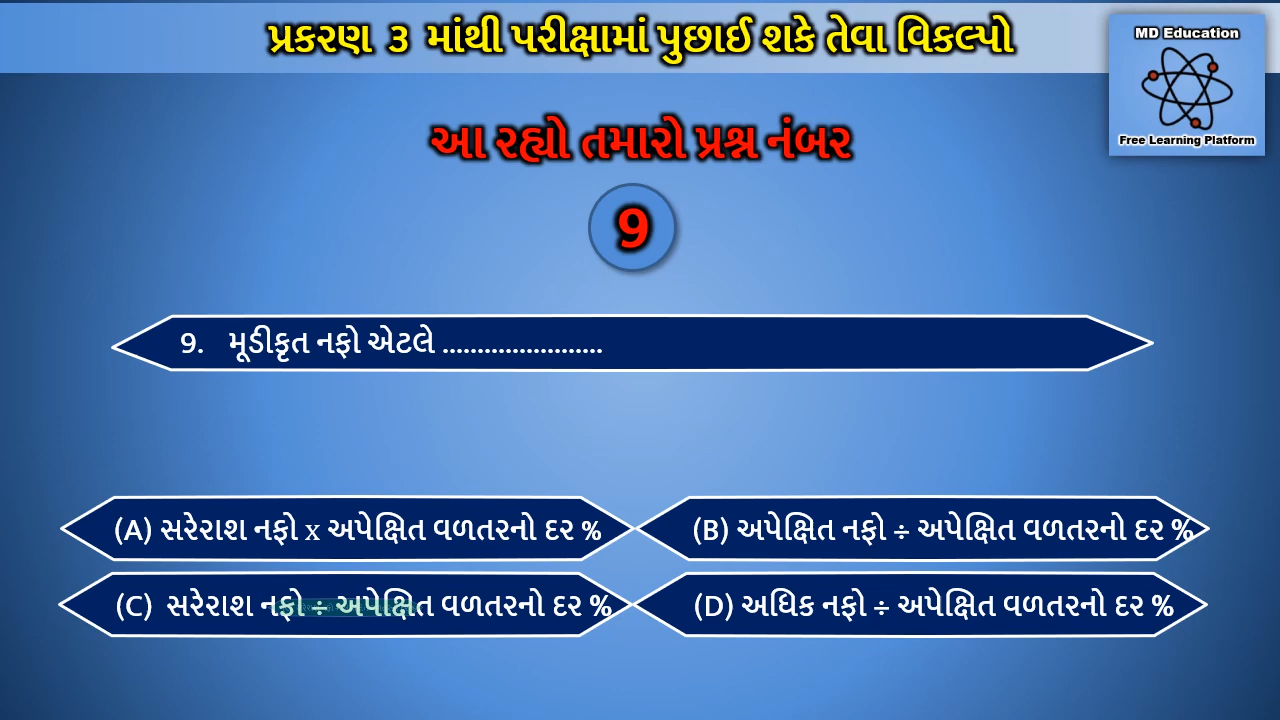 પ્રકરણ ૩ માંથી પરીક્ષામાં પુછાઈ શકે તેવા વિકલ્પો
MD Education
Free Learning Platform
આ રહ્યો તમારો પ્રશ્ન નંબર
9
9. મૂડીકૃત નફો એટલે .......................
(A) સરેરાશ નફો x અપેક્ષિત વળતરનો દર %
(B) અપેક્ષિત નફો ÷ અપેક્ષિત વળતરનો દર %
(C) સરેરાશ નફો ÷ અપેક્ષિત વળતરનો દર %
(D) અધિક નફો ÷ અપેક્ષિત વળતરનો દર %